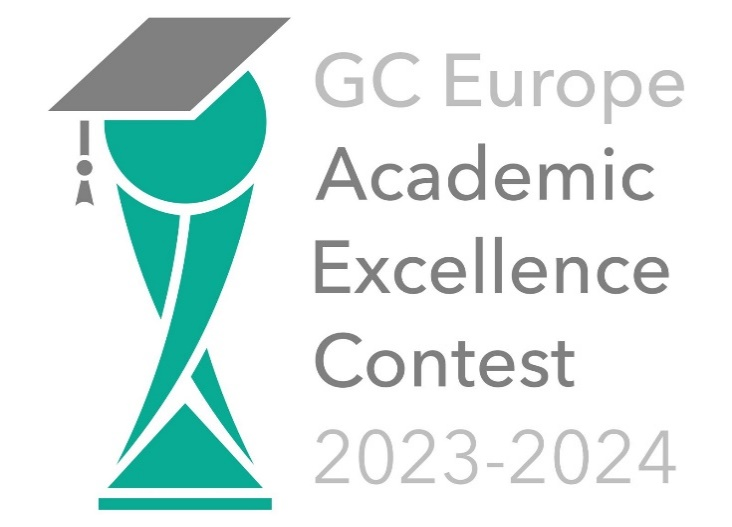 GC Europe
Academic
Excellence
Contest
2023-2024